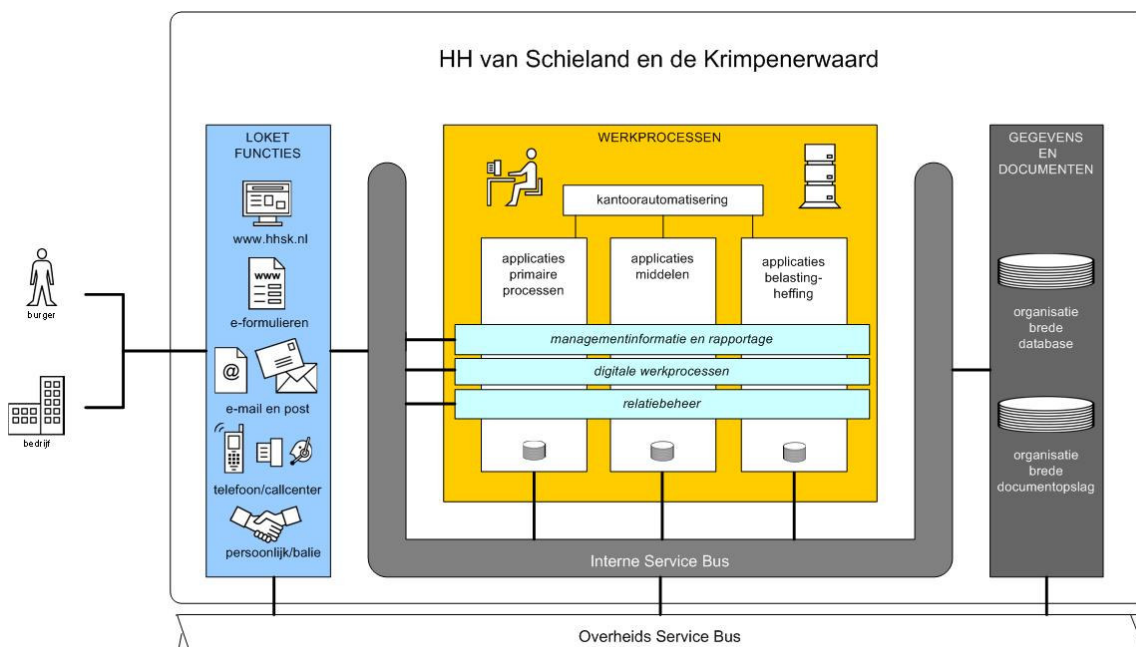 HH van Schieland en de Krimpenerwaard
burger
bedrijf
LOKET
FUNCTIES
www.hhsk.nl
www
e-formulieren
@
e-mail en post
telefoon/callcenter
persoonlijk/balie
WERKPROCESSEN
kantoorautomatisering
applicaties
primaire
processen
applicaties
middelen
applicaties
belasting-
heffing
managementinformatie en rapportage
digitale werkprocessen
relatiebeheer
Interne Service Bus
GEGEVENS
EN
DOCUMENTEN
organisatie
brede
database
organisatie
brede
documentopslag
Overheids Service Bus